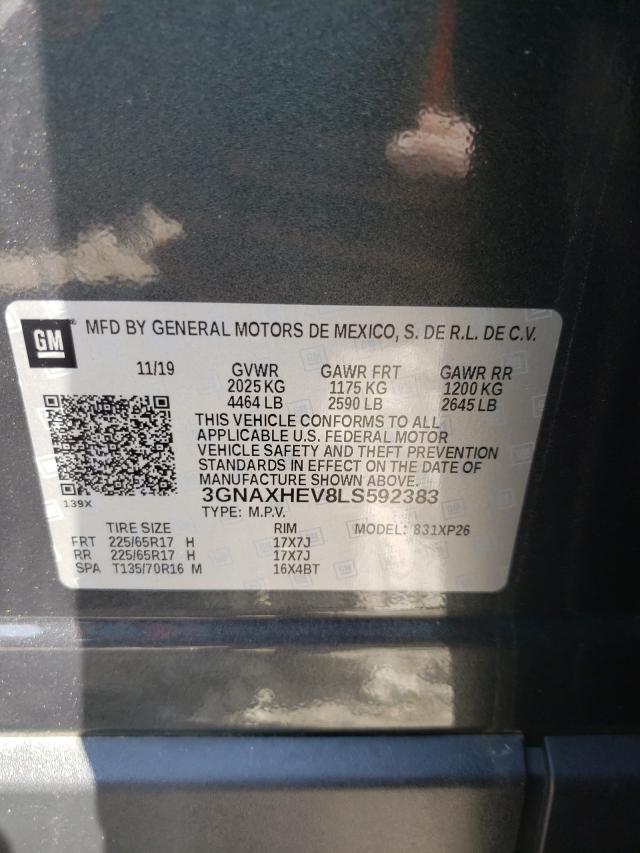 GM MFD BY GENERAL MOTORS DE MEXICO, S. DE R.L. DE C.V.
11/19 GVWR GAWR FRT GAWR RR
2025 KG 1175 KG 1200 KG
4464 LB 2590 LB 2645 LB
THIS VEHICLE CONFORMS TO ALL
APPLICABLE U.S. FEDERAL MOTOR
VEHICLE SAFETY AND THEFT PREVENTION
STANDARDS IN EFFECT ON THE DATE OF
MANUFACTURE SHOWN ABOVE.
3GNAXHEV8LS592383
139X
TYPE: M.P.V.
TIRE SIZE RIM MODEL: 831XP26
FRT 225/65R17 H 17X7J
RR 225/65R17 H 17X7J
SPA T135/70R16 M 16X4BT